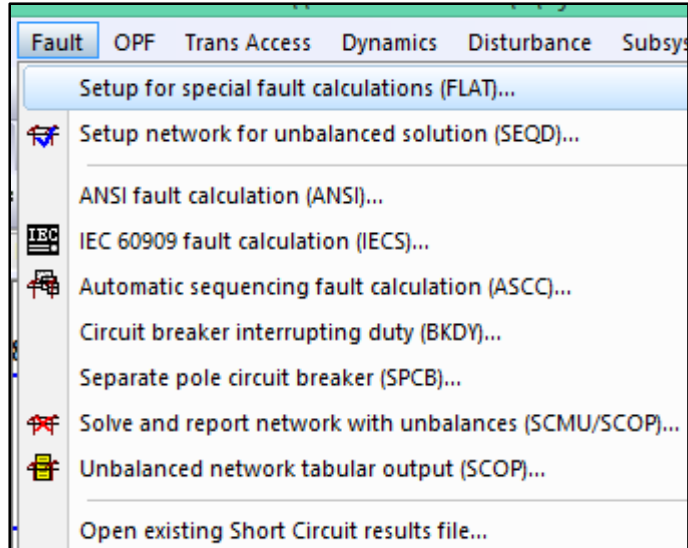 Fault OPF Trans Access Dynamics Disturbance Subsys
Setup for special fault calculations (FLAT)...
Setup network for unbalanced solution (SEQD)...
ANSI fault calculation (ANSI)...
IEC IEC 60909 fault calculation (IECS)...
Automatic sequencing fault calculation (ASCC)...
Circuit breaker interrupting duty (BKDY)...
Separate pole circuit breaker (SPCB)...
Solve and report network with unbalances (SCMU/SCOP)...
Unbalanced network tabular output (SCOP)...
Open existing Short Circuit results file...